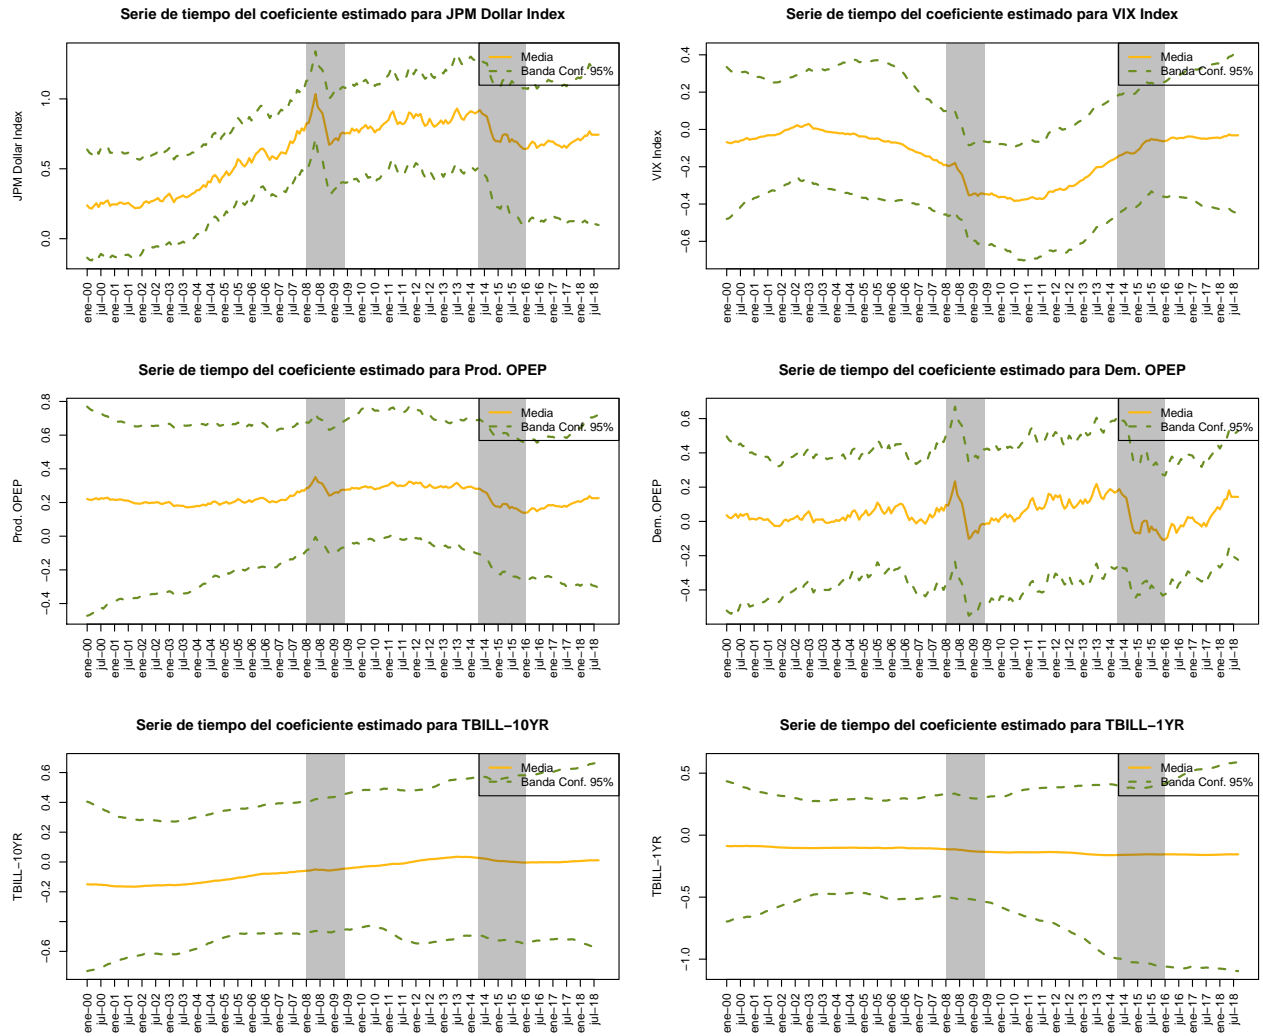 Serie de tiempo del coeficiente estimado para JPM Dollar Index
JPM Dollar Index
0.0
0.5
1.0
Media
Banda Conf. 95%
ene−00
jul−00
ene−01
jul−01
ene−02
jul−02
ene−03
jul−03
ene−04
jul−04
ene−05
jul−05
ene−06
jul−06
ene−07
jul−07
ene−08
jul−08
ene−09
jul−09
ene−10
jul−10
ene−11
jul−11
ene−12
jul−12
ene−13
jul−13
ene−14
jul−14
ene−15
jul−15
ene−16
jul−16
ene−17
jul−17
ene−18
jul−18
Serie de tiempo del coeficiente estimado para VIX Index
VIX Index
−0.6
−0.4
−0.2
0.0
0.2
0.4
Media
Banda Conf. 95%
ene−00
jul−00
ene−01
jul−01
ene−02
jul−02
ene−03
jul−03
ene−04
jul−04
ene−05
jul−05
ene−06
jul−06
ene−07
jul−07
ene−08
jul−08
ene−09
jul−09
ene−10
jul−10
ene−11
jul−11
ene−12
jul−12
ene−13
jul−13
ene−14
jul−14
ene−15
jul−15
ene−16
jul−16
ene−17
jul−17
ene−18
jul−18
Serie de tiempo del coeficiente estimado para Prod. OPEP
Prod. OPEP
−0.4
−0.2
0.0
0.2
0.4
0.6
0.8
Media
Banda Conf. 95%
ene−00
jul−00
ene−01
jul−01
ene−02
jul−02
ene−03
jul−03
ene−04
jul−04
ene−05
jul−05
ene−06
jul−06
ene−07
jul−07
ene−08
jul−08
ene−09
jul−09
ene−10
jul−10
ene−11
jul−11
ene−12
jul−12
ene−13
jul−13
ene−14
jul−14
ene−15
jul−15
ene−16
jul−16
ene−17
jul−17
ene−18
jul−18
Serie de tiempo del coeficiente estimado para Dem. OPEP
Dem. OPEP
−0.4
−0.2
0.0
0.2
0.4
0.6
Media
Banda Conf. 95%
ene−00
jul−00
ene−01
jul−01
ene−02
jul−02
ene−03
jul−03
ene−04
jul−04
ene−05
jul−05
ene−06
jul−06
ene−07
jul−07
ene−08
jul−08
ene−09
jul−09
ene−10
jul−10
ene−11
jul−11
ene−12
jul−12
ene−13
jul−13
ene−14
jul−14
ene−15
jul−15
ene−16
jul−16
ene−17
jul−17
ene−18
jul−18
Serie de tiempo del coeficiente estimado para TBILL−10YR
TBILL−10YR
−0.6
−0.2
0.0
0.2
0.4
0.6
Media
Banda Conf. 95%
ene−00
jul−00
ene−01
jul−01
ene−02
jul−02
ene−03
jul−03
ene−04
jul−04
ene−05
jul−05
ene−06
jul−06
ene−07
jul−07
ene−08
jul−08
ene−09
jul−09
ene−10
jul−10
ene−11
jul−11
ene−12
jul−12
ene−13
jul−13
ene−14
jul−14
ene−15
jul−15
ene−16
jul−16
ene−17
jul−17
ene−18
jul−18
Serie de tiempo del coeficiente estimado para TBILL−1YR
TBILL−1YR
−1.0
−0.5
0.0
0.5
Media
Banda Conf. 95%
ene−00
jul−00
ene−01
jul−01
ene−02
jul−02
ene−03
jul−03
ene−04
jul−04
ene−05
jul−05
ene−06
jul−06
ene−07
jul−07
ene−08
jul−08
ene−09
jul−09
ene−10
jul−10
ene−11
jul−11
ene−12
jul−12
ene−13
jul−13
ene−14
jul−14
ene−15
jul−15
ene−16
jul−16
ene−17
jul−17
ene−18
jul−18